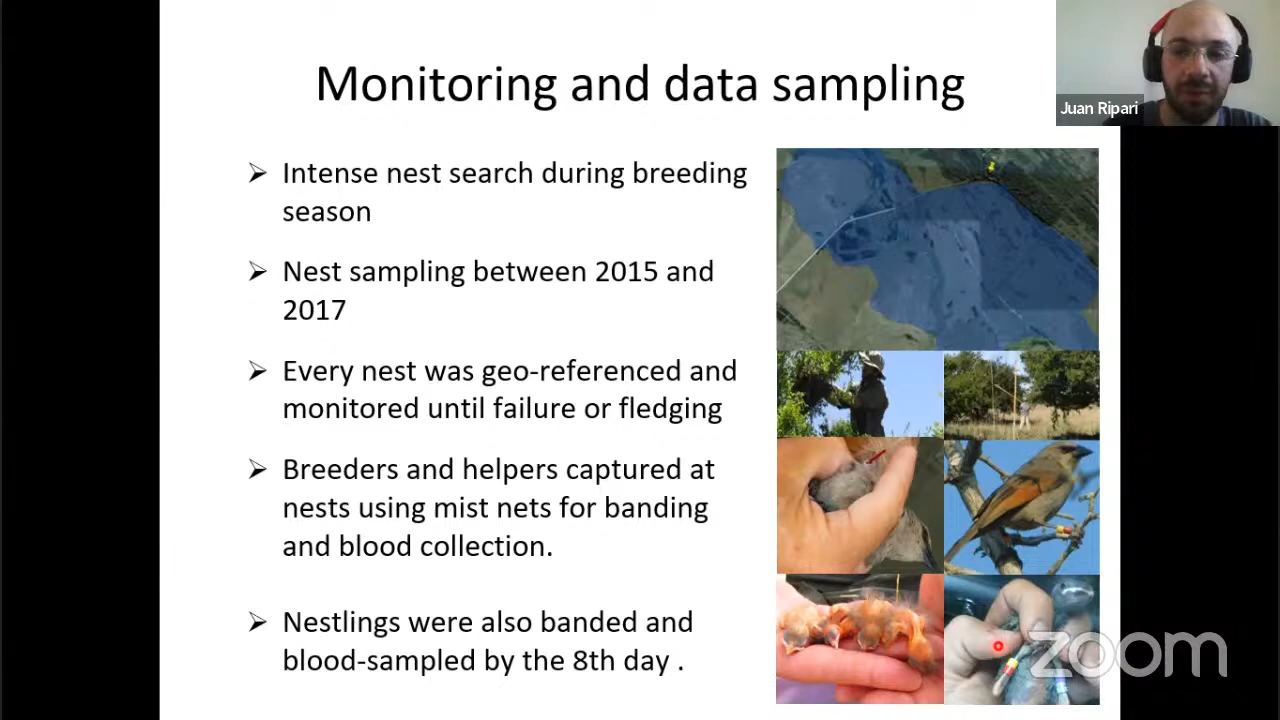 Monitoring and data sampling
Juan Ripari
➢ Intense nest search during breeding
season
➢ Nest sampling between 2015 and
2017
➢ Every nest was geo-referenced and
monitored until failure or fledging
➢ Breeders and helpers captured at
nests using mist nets for banding
and blood collection.
➢ Nestlings were also banded and
blood-sampled by the 8th day .
zoom